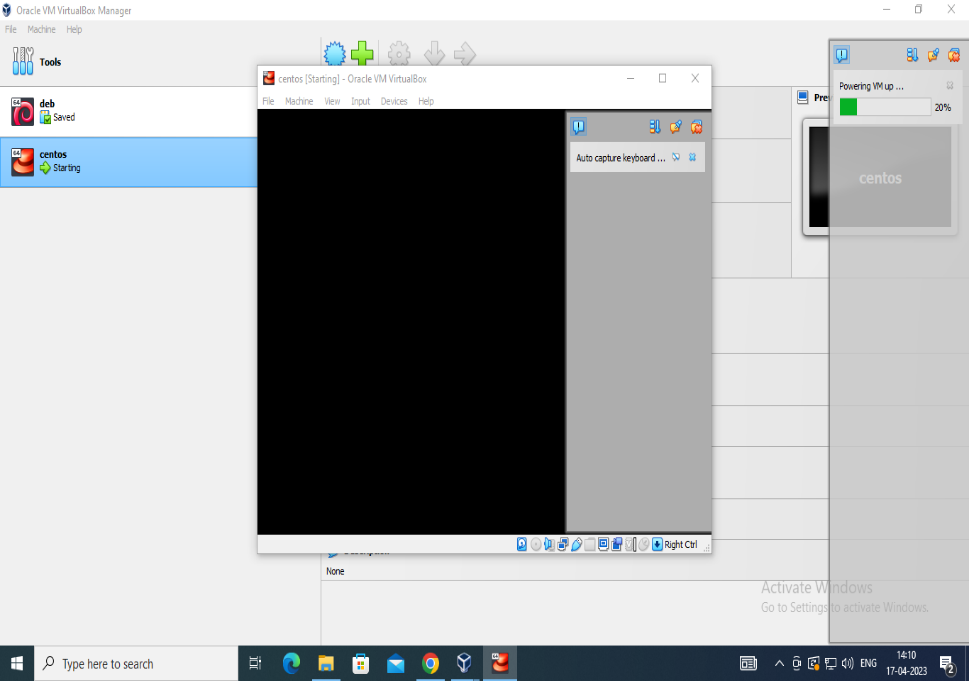 Oracle VM VirtualBox Manager
File Machine Help
Tools
64
deb
Saved
64
centos
Starting
centos [Starting] - Oracle VM VirtualBox
File Machine View Input Devices Help
Auto capture keyboard ...
Right Ctrl
None
Powering VM up ...
20%
centos
Activate Windows
Go to Settings to activate Windows.
Type here to search
ENG
14:10
17-04-2023
2